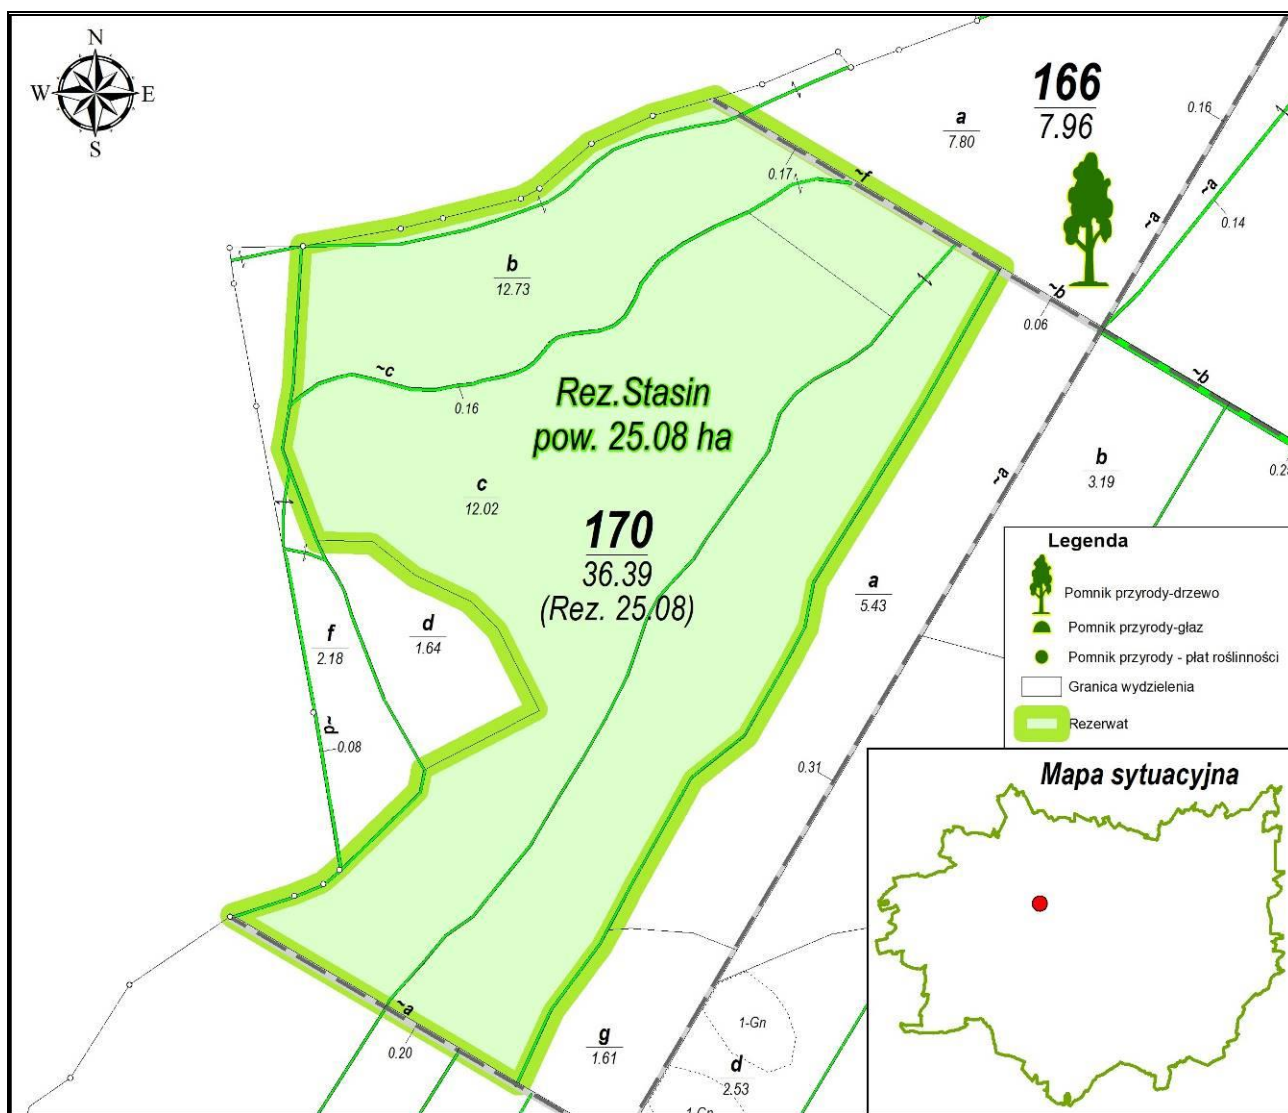 N
W
E
S
166
7.96
a
7.80
0.16
~a
0.14
0.17
~f
~a
b
12.73
~b
0.06
~c
0.16
~b
Rez.Stasin
pow. 25.08 ha
~a
b
3.19
c
12.02
170
36.39
(Rez. 25.08)
a
5.43
f
2.18
d
1.64
Legenda
Pomnik przyrody-drzewo
Pomnik przyrody-głaz
Pomnik przyrody - płat roślinności
Granica wydzielenia
Rezerwat
~d
0.08
0.31
Mapa sytuacyjna
~a
0.20
g
1.61
1-Gn
d
2.53
1-Gn